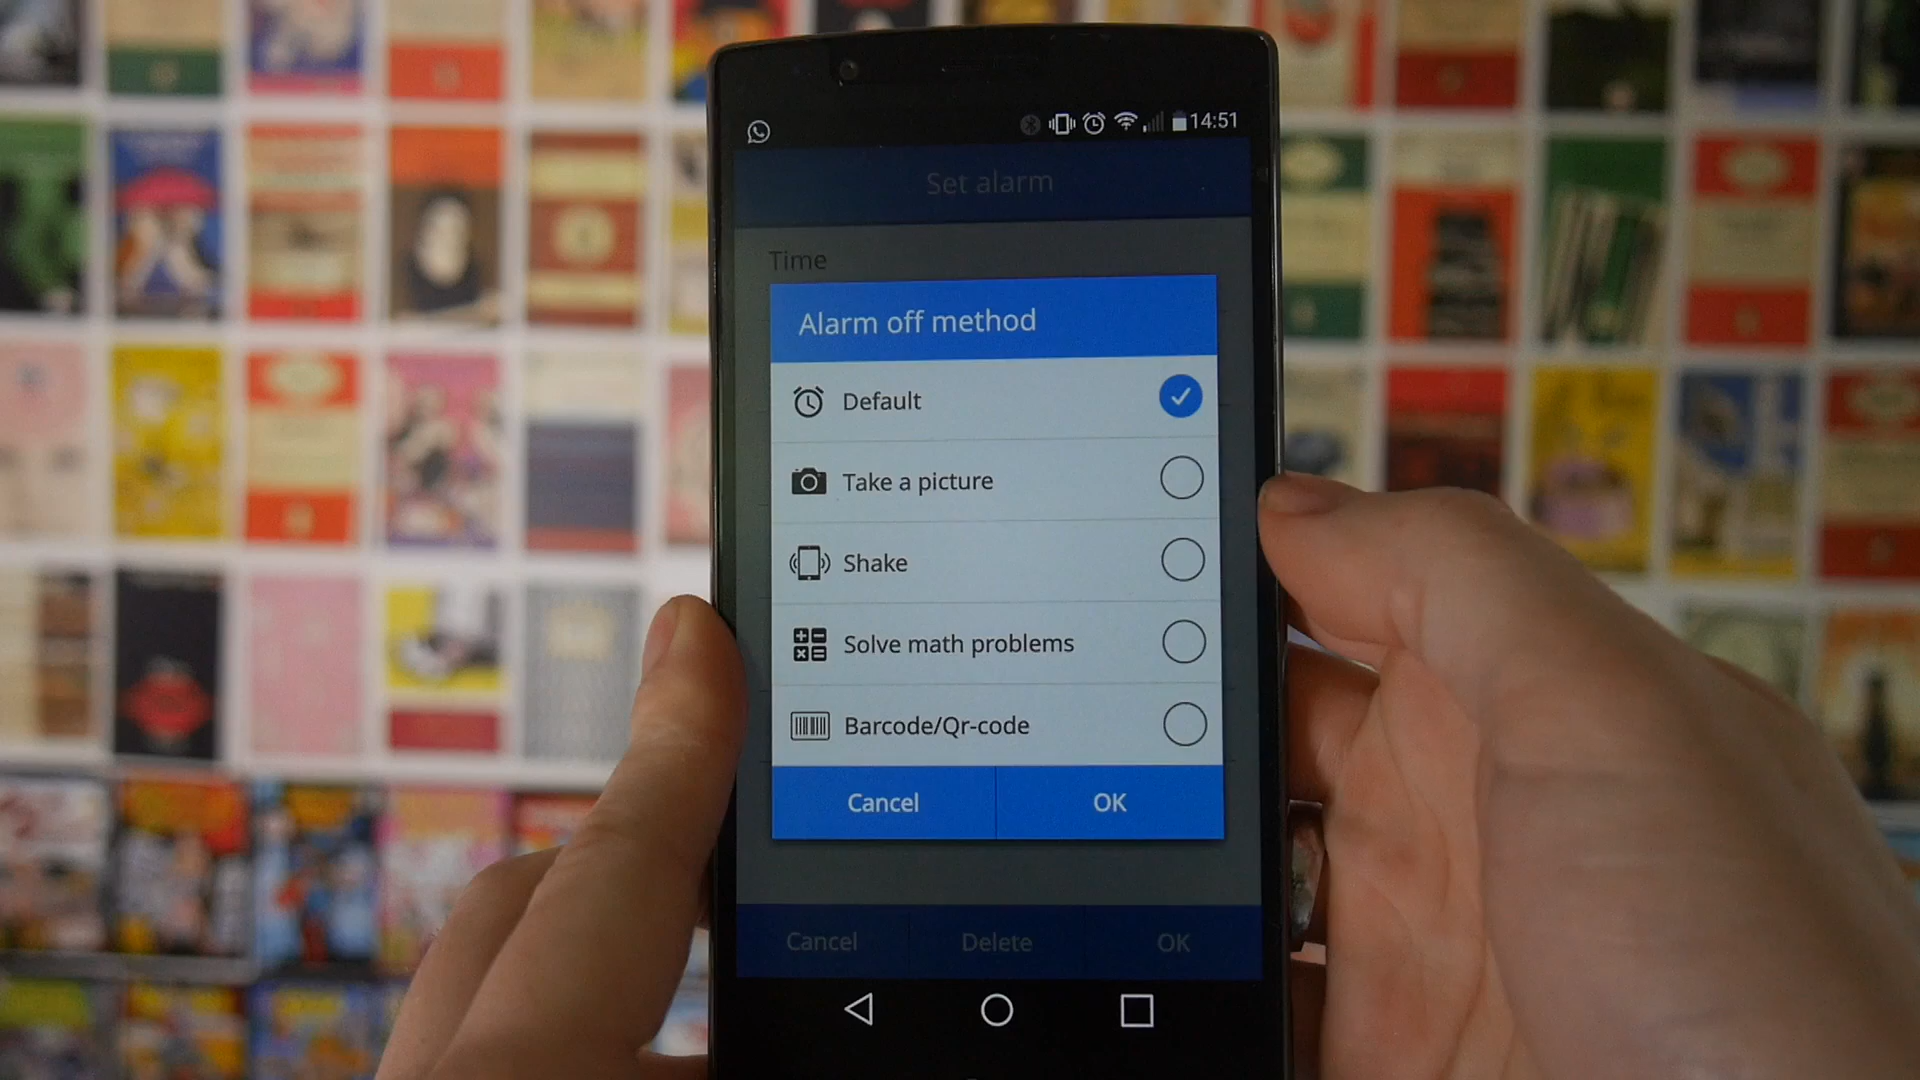 14:51
Set alarm
Time
Alarm off method
Default
Take a picture
Shake
Solve math problems
Barcode/Qr-code
Cancel OK
Cancel Delete OK